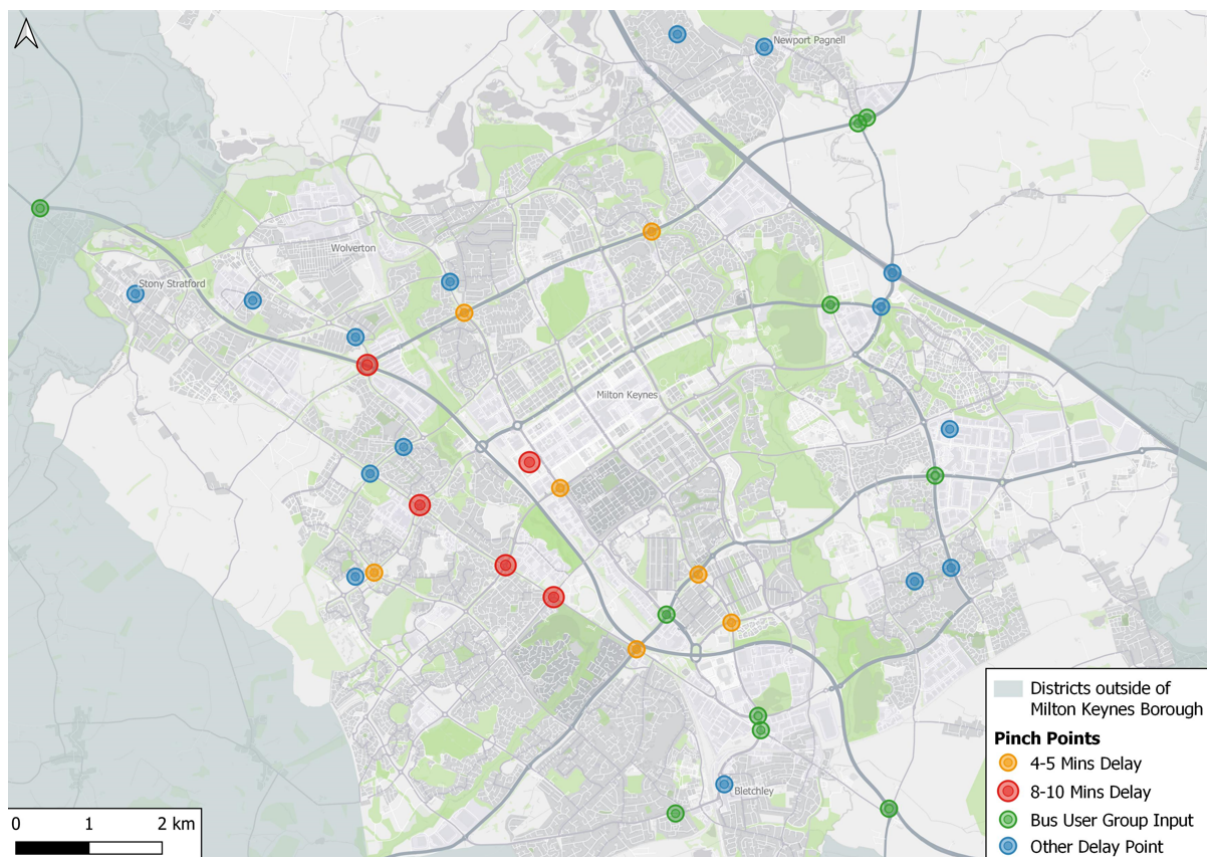 Newport Pagnell
Wolverton
Stony Stratford
Milton Keynes
Bletchley
Districts outside of
Milton Keynes Borough
Pinch Points
4-5 Mins Delay
8-10 Mins Delay
Bus User Group Input
Other Delay Point
0 1 2 km